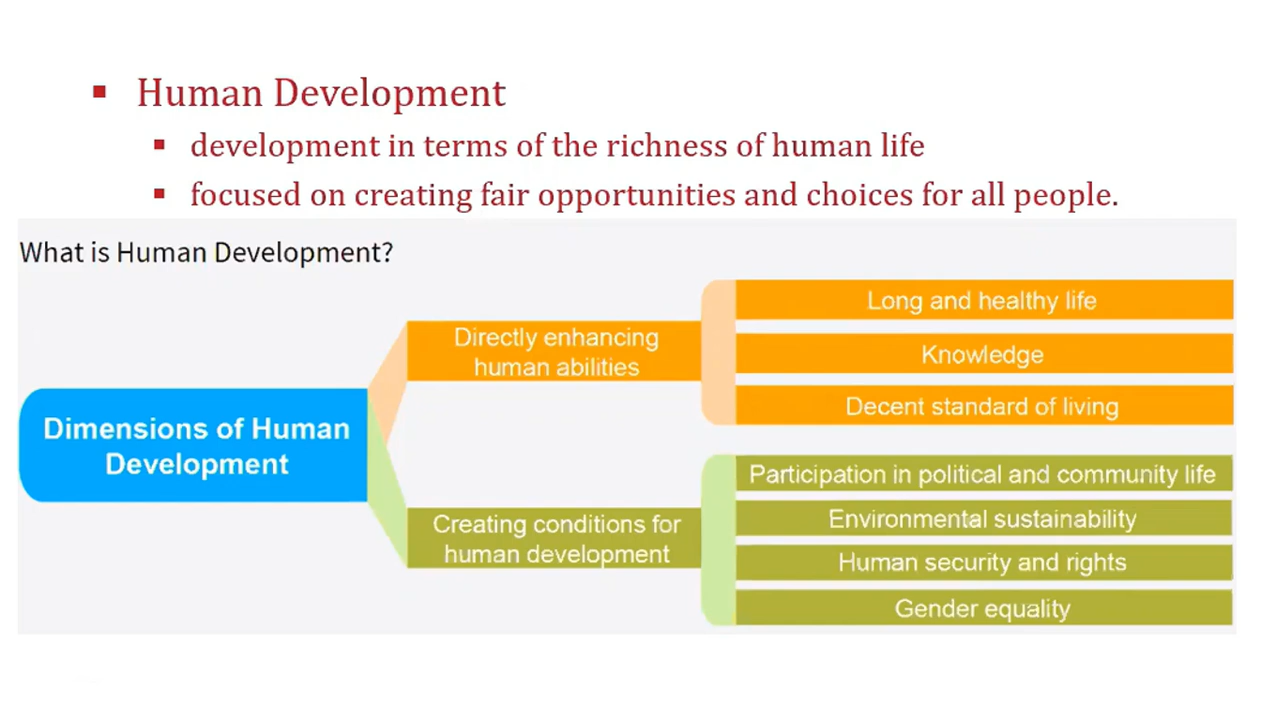 Human Development
development in terms of the richness of human life
focused on creating fair opportunities and choices for all people.
What is Human Development?
Dimensions of Human
Development
Directly enhancing
human abilities
Long and healthy life
Knowledge
Decent standard of living
Creating conditions for
human development
Participation in political and community life
Environmental sustainability
Human security and rights
Gender equality